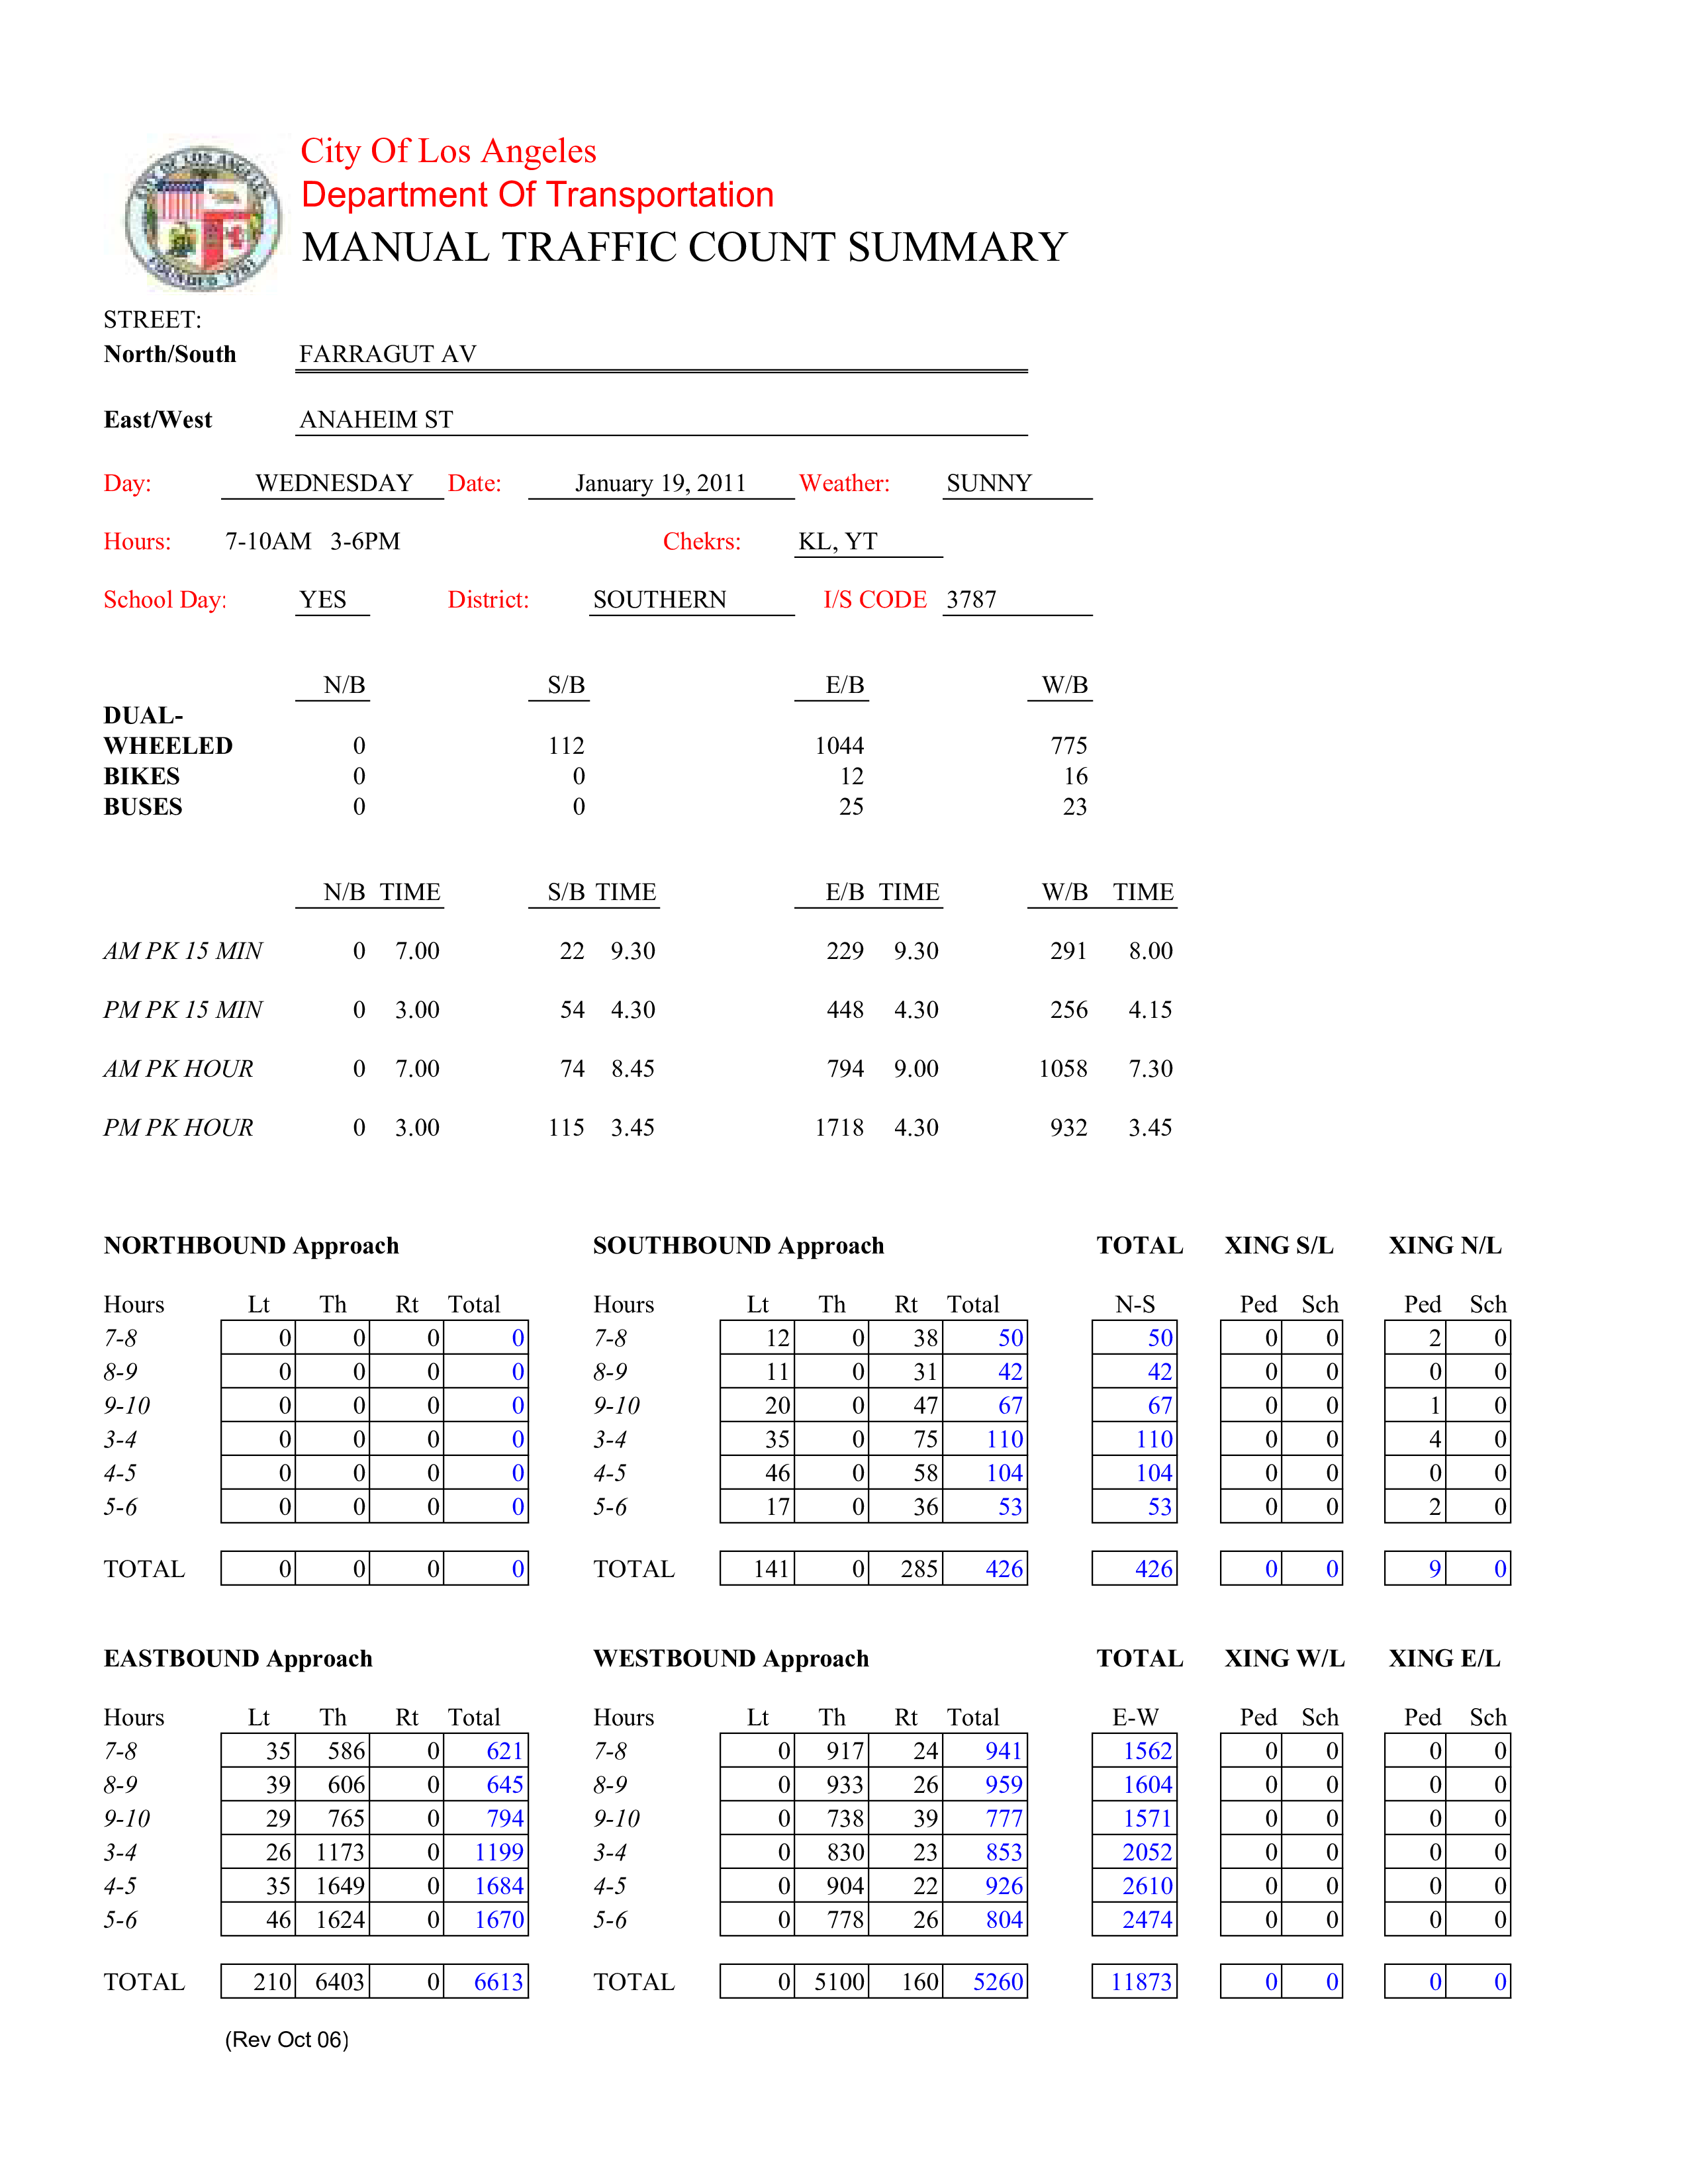 City Of Los Angeles
Department Of Transportation
MANUAL TRAFFIC COUNT SUMMARY
CITY OF LOS ANGELES
FOUNDED 1781
STREET:
North/South FARRAGUT AV
East/West ANAHEIM ST
Day: WEDNESDAY Date: January 19, 2011 Weather: SUNNY
Hours: 7-10AM 3-6PM Chekrs: KL, YT
School Day: YES District: SOUTHERN I/S CODE 3787
N/B S/B E/B W/B
DUAL-
WHEELED 0 112 1044 775
BIKES 0 0 12 16
BUSES 0 0 25 23
N/B TIME S/B TIME E/B TIME W/B TIME
AM PK 15 MIN 0 7.00 22 9.30 229 9.30 291 8.00
PM PK 15 MIN 0 3.00 54 4.30 448 4.30 256 4.15
AM PK HOUR 0 7.00 74 8.45 794 9.00 1058 7.30
PM PK HOUR 0 3.00 115 3.45 1718 4.30 932 3.45
NORTHBOUND Approach SOUTHBOUND Approach TOTAL XING S/L XING N/L
Hours Lt Th Rt Total Hours Lt Th Rt Total N-S Ped Sch Ped Sch
7-8 0 0 0 0 7-8 12 0 38 50 50 0 0 2 0
8-9 0 0 0 0 8-9 11 0 31 42 42 0 0 0 0
9-10 0 0 0 0 9-10 20 0 47 67 67 0 0 1 0
3-4 0 0 0 0 3-4 35 0 75 110 110 0 0 4 0
4-5 0 0 0 0 4-5 46 0 58 104 104 0 0 0 0
5-6 0 0 0 0 5-6 17 0 36 53 53 0 0 2 0
TOTAL 0 0 0 0 TOTAL 141 0 285 426 426 0 0 9 0
EASTBOUND Approach WESTBOUND Approach TOTAL XING W/L XING E/L
Hours Lt Th Rt Total Hours Lt Th Rt Total E-W Ped Sch Ped Sch
7-8 35 586 0 621 7-8 0 917 24 941 1562 0 0 0 0
8-9 39 606 0 645 8-9 0 933 26 959 1604 0 0 0 0
9-10 29 765 0 794 9-10 0 738 39 777 1571 0 0 0 0
3-4 26 1173 0 1199 3-4 0 830 23 853 2052 0 0 0 0
4-5 35 1649 0 1684 4-5 0 904 22 926 2610 0 0 0 0
5-6 46 1624 0 1670 5-6 0 778 26 804 2474 0 0 0 0
TOTAL 210 6403 0 6613 TOTAL 0 5100 160 5260 11873 0 0 0 0
(Rev Oct 06)